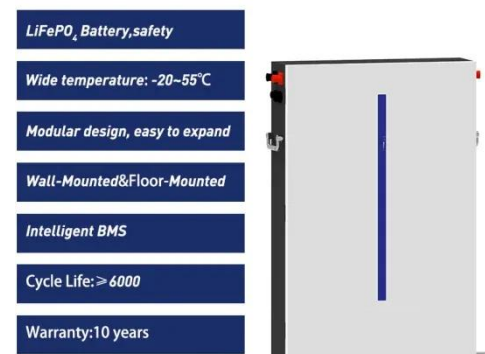 LiFePO₄ Battery,safety
Wide temperature: -20~55℃
Modular design, easy to expand
Wall-Mounted&Floor-Mounted
Intelligent BMS
Cycle Life:≥6000
Warranty:10 years